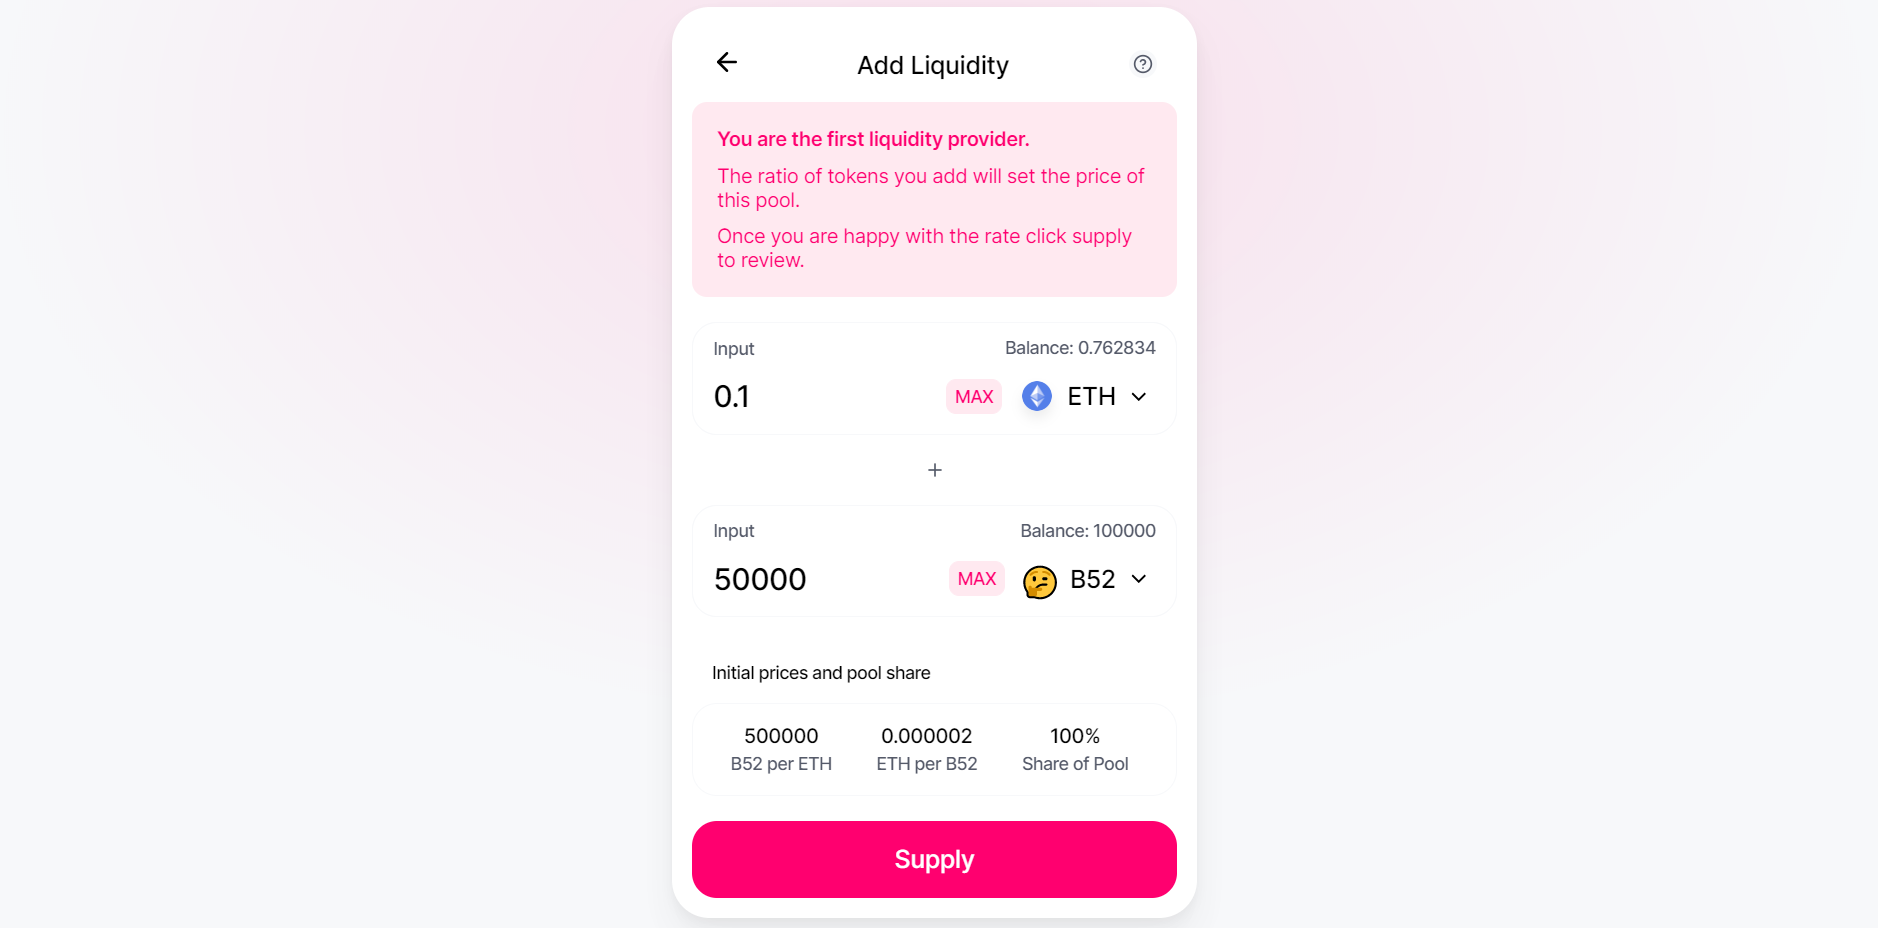 Add Liquidity
You are the first liquidity provider.
The ratio of tokens you add will set the price of
this pool.
Once you are happy with the rate click supply
to review.
Input
Balance: 0.762834
0.1
MAX
ETH
+
Input
Balance: 100000
50000
MAX
B52
Initial prices and pool share
500000
0.000002
100%
B52 per ETH
ETH per B52
Share of Pool
Supply